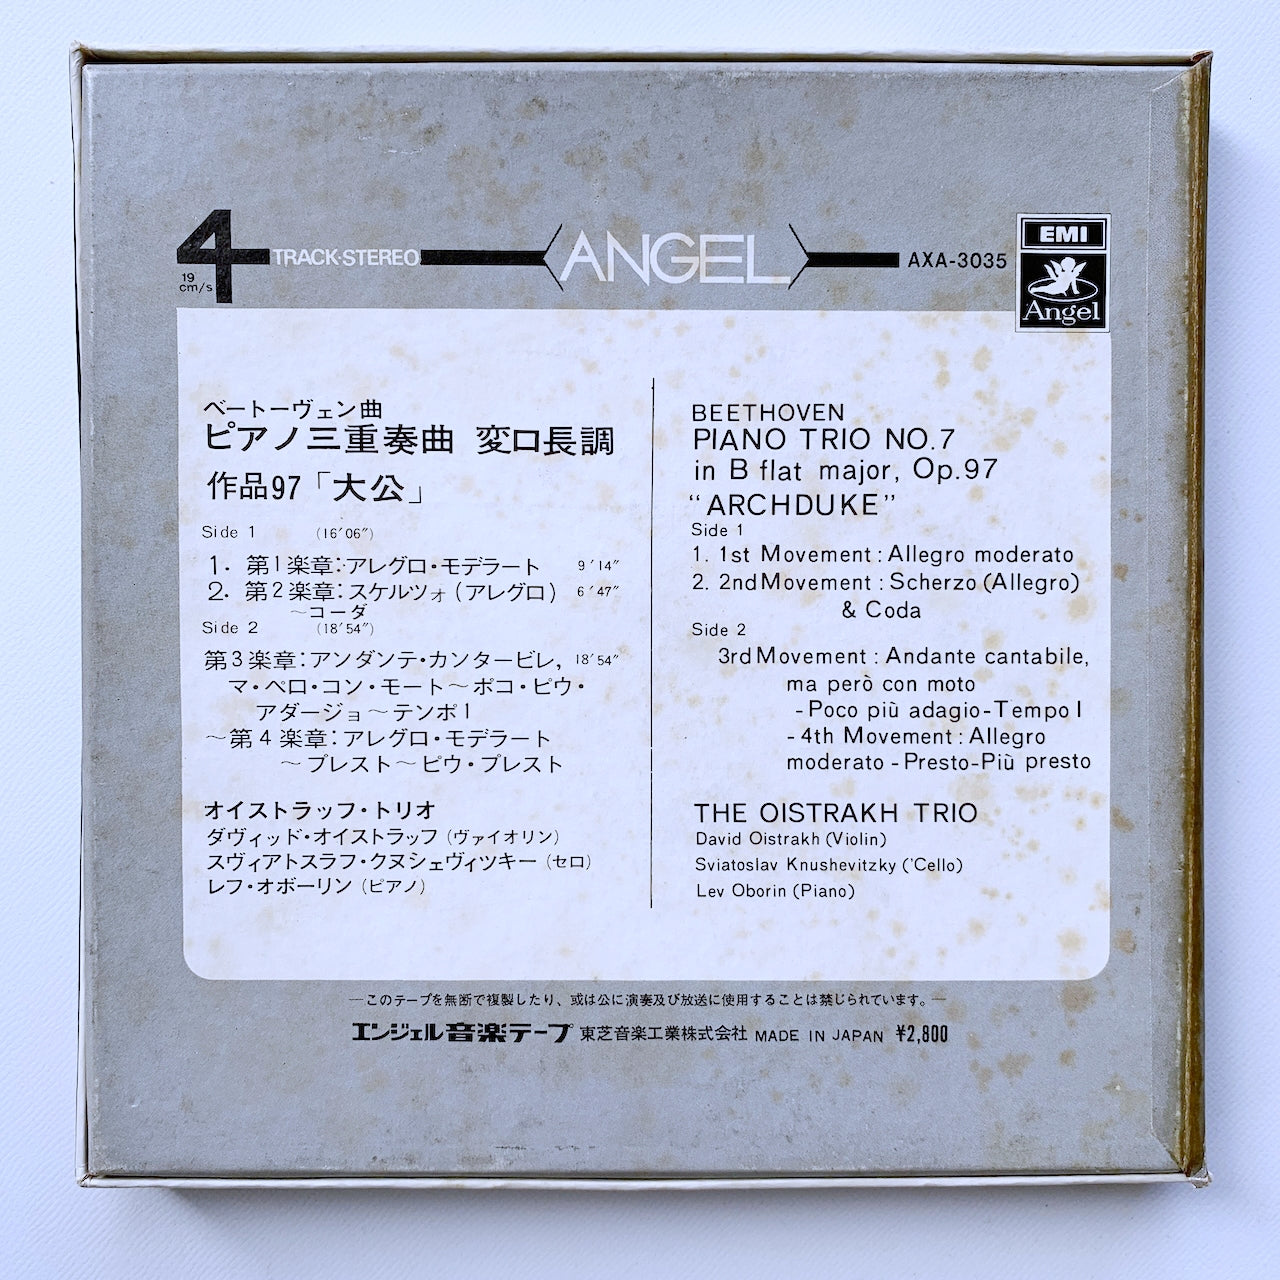 4 TRACK·STEREO
19
cm/s
ANGEL
AXA-3035
EMI
Angel
ベートーヴェン曲
ピアノ三重奏曲 変ロ長調
作品97「大公」
Side 1 (16′06″)
1. 第1楽章：アレグロ・モデラート 9′14″
2. 第2楽章：スケルツォ（アレグロ） 6′47″
～コーダ
Side 2 (18′54″)
第3楽章：アンダンテ・カンタービレ， 18′54″
マ・ペロ・コン・モート～ポコ・ピウ・
アダージョ～テンポI
～第4楽章：アレグロ・モデラート
～プレスト～ピウ・プレスト
オイストラッフ・トリオ
ダヴィッド・オイストラッフ（ヴァイオリン）
スヴィアトスラフ・クヌシェヴィツキー（セロ）
レフ・オボーリン（ピアノ）
BEETHOVEN
PIANO TRIO NO.7
in B flat major, Op.97
“ARCHDUKE”
Side 1
1. 1st Movement : Allegro moderato
2. 2nd Movement : Scherzo (Allegro)
& Coda
Side 2
3rd Movement : Andante cantabile,
ma però con moto
-Poco più adagio-Tempo I
- 4th Movement : Allegro
moderato - Presto-Più presto
THE OISTRAKH TRIO
David Oistrakh (Violin)
Sviatoslav Knushevitzky ('Cello)
Lev Oborin (Piano)
—このテープを無断で複製したり、或は公に演奏及び放送に使用することは禁じられています。—
エンジェル音楽テープ 東芝音楽工業株式会社 MADE IN JAPAN ¥2,800